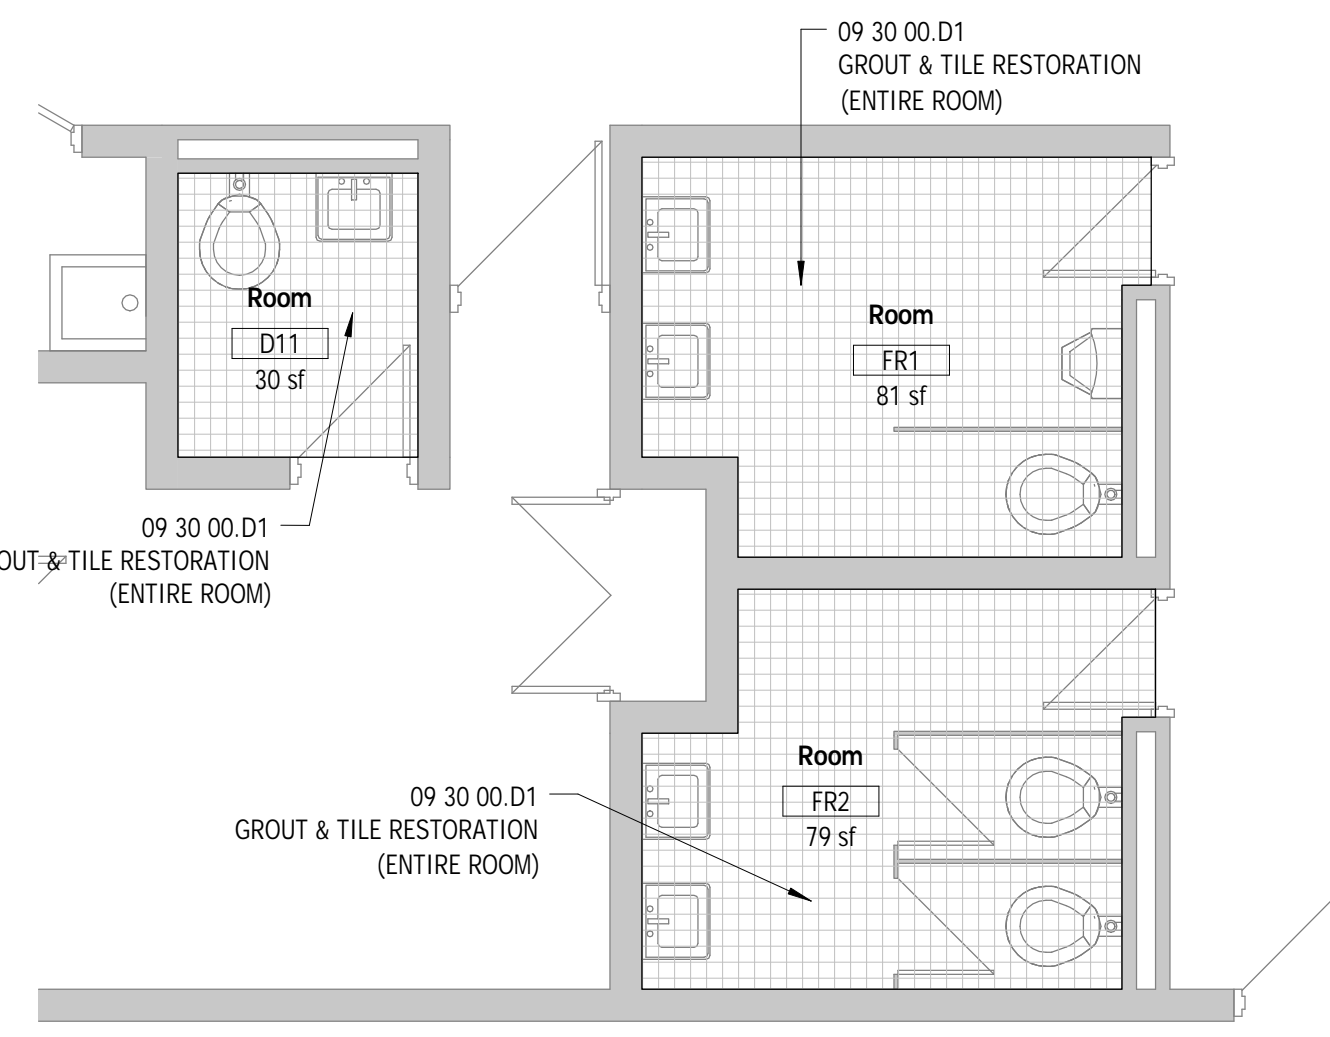 09 30 00.D1
GROUT & TILE RESTORATION
(ENTIRE ROOM)
Room
D11
30 sf
Room
FR1
81 sf
09 30 00.D1
OUT & TILE RESTORATION
(ENTIRE ROOM)
Room
FR2
79 sf
09 30 00.D1
GROUT & TILE RESTORATION
(ENTIRE ROOM)